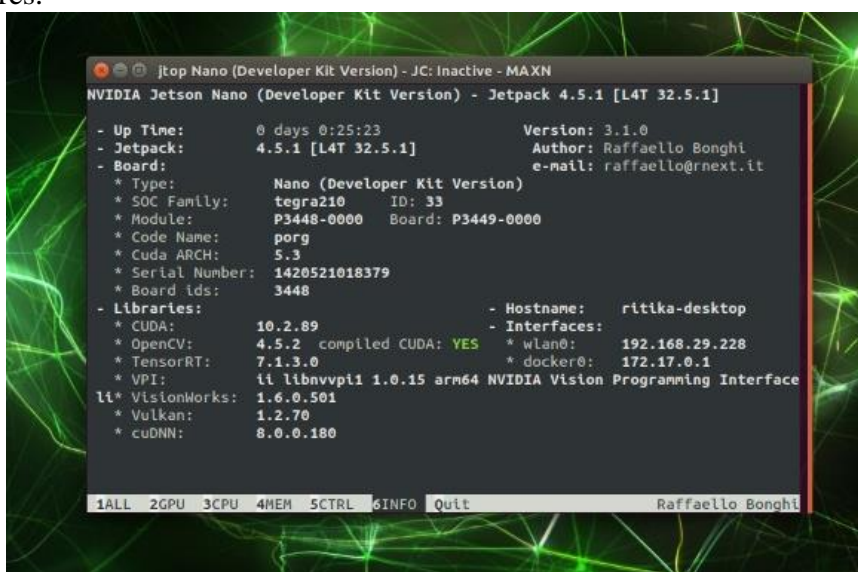 res.
jtop Nano (Developer Kit Version) - JC: Inactive - MAXN
NVIDIA Jetson Nano (Developer Kit Version) - Jetpack 4.5.1 [L4T 32.5.1]
- Up Time: 0 days 0:25:23 Version: 3.1.0
- Jetpack: 4.5.1 [L4T 32.5.1] Author: Raffaello Bonghi
- Board: e-mail: raffaello@rnext.it
* Type: Nano (Developer Kit Version)
* SOC Family: tegra210 ID: 33
* Module: P3448-0000 Board: P3449-0000
* Code Name: porg
* Cuda ARCH: 5.3
* Serial Number: 1420521018379
* Board ids: 3448
- Libraries: - Hostname: ritika-desktop
* CUDA: 10.2.89 - Interfaces:
* OpenCV: 4.5.2 compiled CUDA: YES * wlan0: 192.168.29.228
* TensorRT: 7.1.3.0 * docker0: 172.17.0.1
* VPI: ii libnvvpi1 1.0.15 arm64 NVIDIA Vision Programming Interface
li* VisionWorks: 1.6.0.501
* Vulkan: 1.2.70
* cuDNN: 8.0.0.180
1ALL 2GPU 3CPU 4MEM 5CTRL 6INFO Quit Raffaello Bonghi